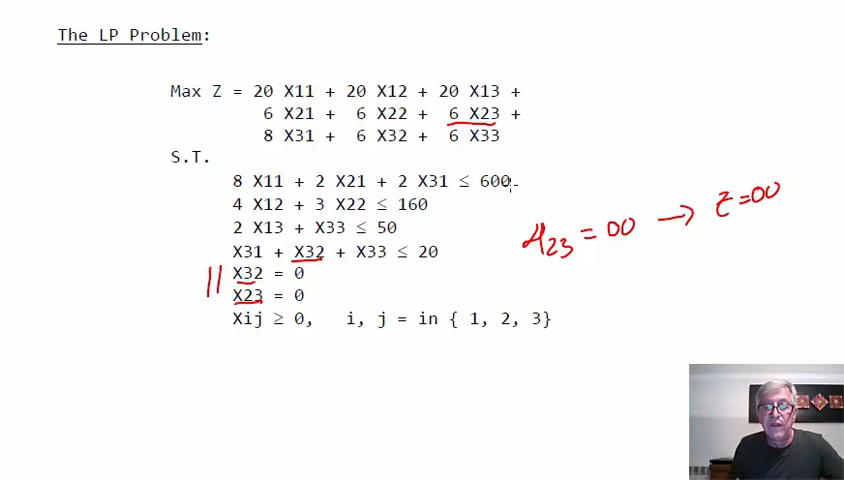 The LP Problem:
Max Z = 20 X11 + 20 X12 + 20 X13 +
6 X21 + 6 X22 + 6 X23 +
8 X31 + 6 X32 + 6 X33
S.T.
8 X11 + 2 X21 + 2 X31 ≤ 600
4 X12 + 3 X22 ≤ 160
2 X13 + X33 ≤ 50
X31 + X32 + X33 ≤ 20
X32 = 0
X23 = 0
Xij ≥ 0, i, j = in { 1, 2, 3}
X23 = ∞ → Z = ∞